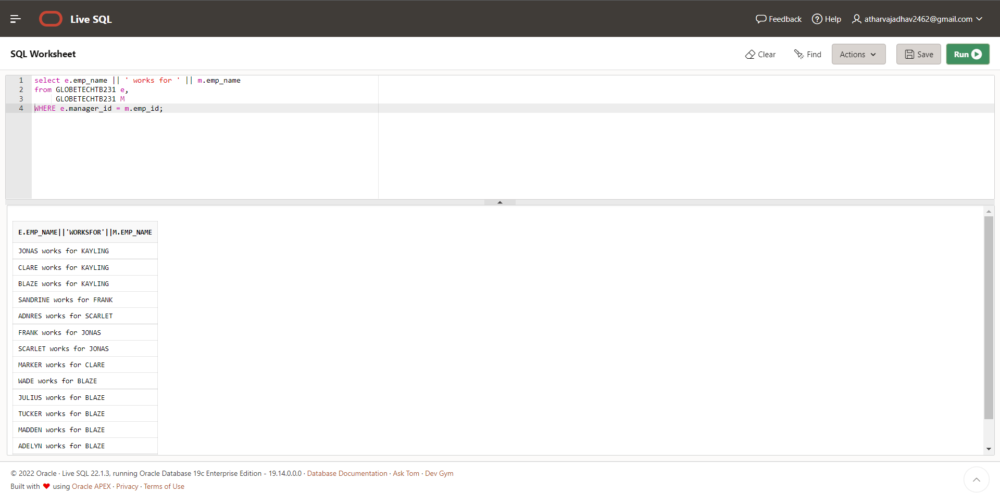 Live SQL
Feedback Help atharvajadhav2462@gmail.com
SQL Worksheet
Clear Find Actions Save Run
1 select e.emp_name || ' works for ' || m.emp_name
2 from GLOBETECHTB231 e,
3 GLOBETECHTB231 M
4 WHERE e.manager_id = m.emp_id;
E.EMP_NAME||'WORKSFOR'||M.EMP_NAME
JONAS works for KAYLING
CLARE works for KAYLING
BLAZE works for KAYLING
SANDRINE works for FRANK
ADNRES works for SCARLET
FRANK works for JONAS
SCARLET works for JONAS
MARKER works for CLARE
WADE works for BLAZE
JULIUS works for BLAZE
TUCKER works for BLAZE
MADDEN works for BLAZE
ADELYN works for BLAZE
© 2022 Oracle · Live SQL 22.1.3, running Oracle Database 19c Enterprise Edition - 19.14.0.0.0 · Database Documentation · Ask Tom · Dev Gym
Built with ♥ using Oracle APEX · Privacy · Terms of Use